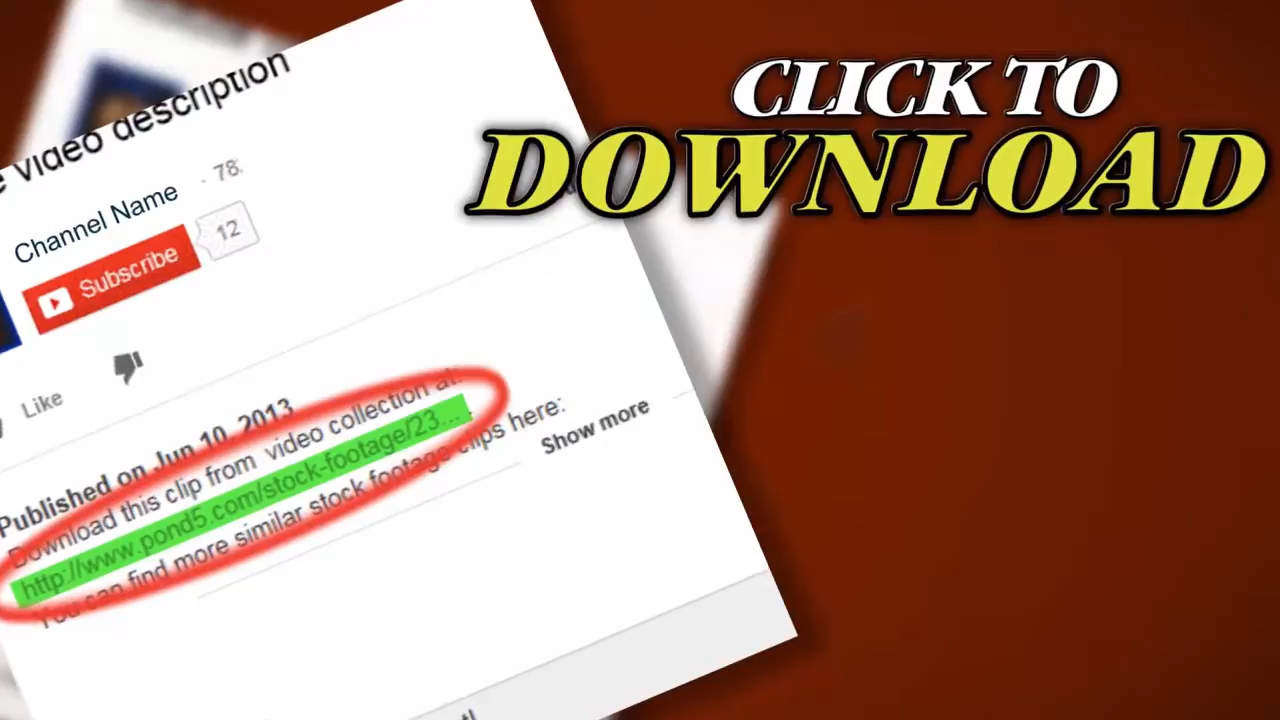 CLICK TO
DOWNLOAD
video description
Channel Name
78
Subscribe
12
Like
Published on Jun 10, 2013
Download this clip from video collection at:
http://www.pond5.com/stock-footage/23...
You can find more similar stock footage clips here:
Show more